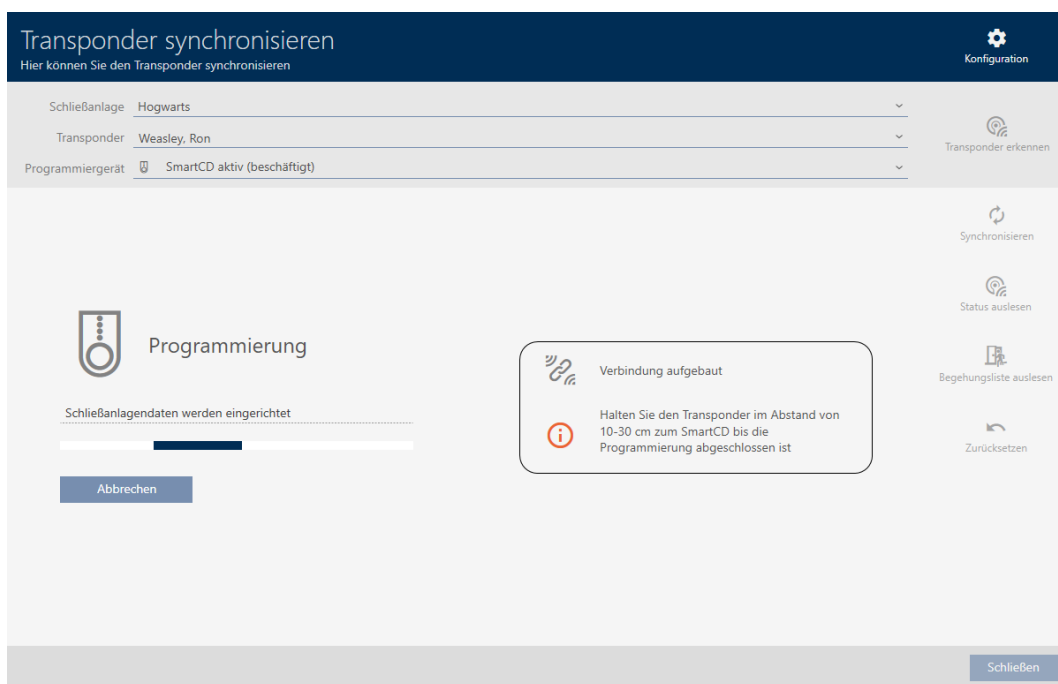 Transponder synchronisieren
Hier können Sie den Transponder synchronisieren
Konfiguration
Schließanlage Hogwarts
Transponder Weasley, Ron
Programmiergerät SmartCD aktiv (beschäftigt)
Transponder erkennen
Synchronisieren
Status auslesen
Begehungsliste auslesen
Zurücksetzen
Programmierung
Schließanlagendaten werden eingerichtet
Abbrechen
Verbindung aufgebaut
Halten Sie den Transponder im Abstand von
10-30 cm zum SmartCD bis die
Programmierung abgeschlossen ist
Schließen